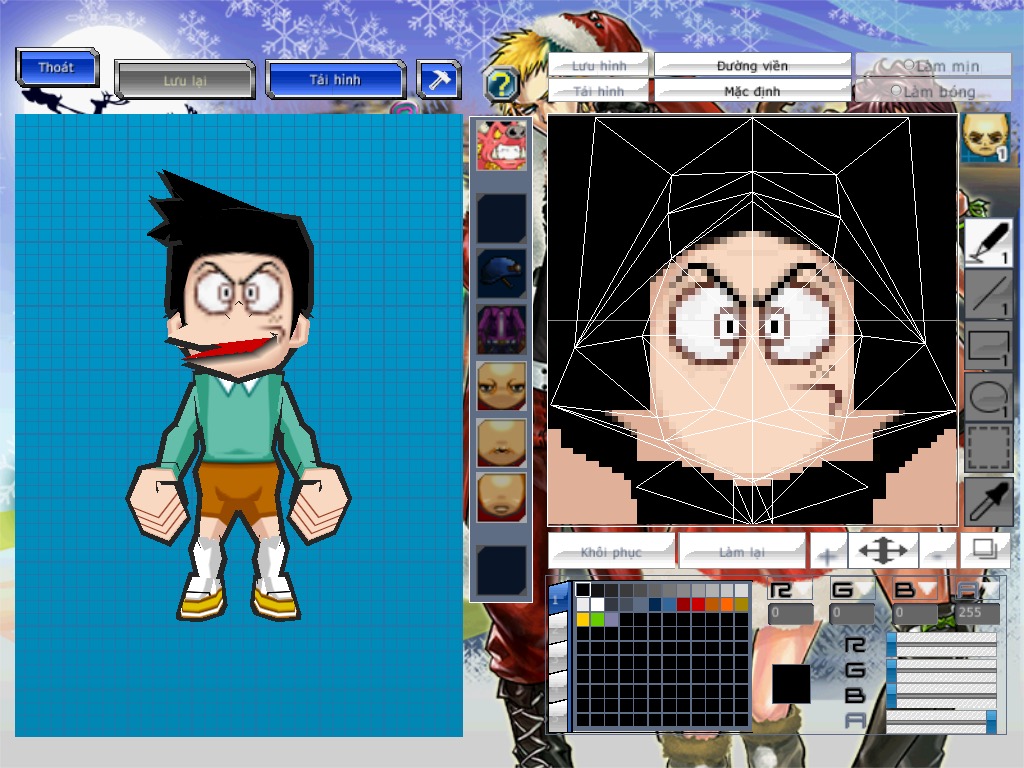 Thoát
Lưu lại
Tải hình
?
Lưu hình
Đường viền
Làm mịn
Tải hình
Mặc định
Làm bóng
1
1
1
1
1
Khôi phục
Làm lại
+
-
1
R
G
B
A
0
0
0
255
R
G
B
A